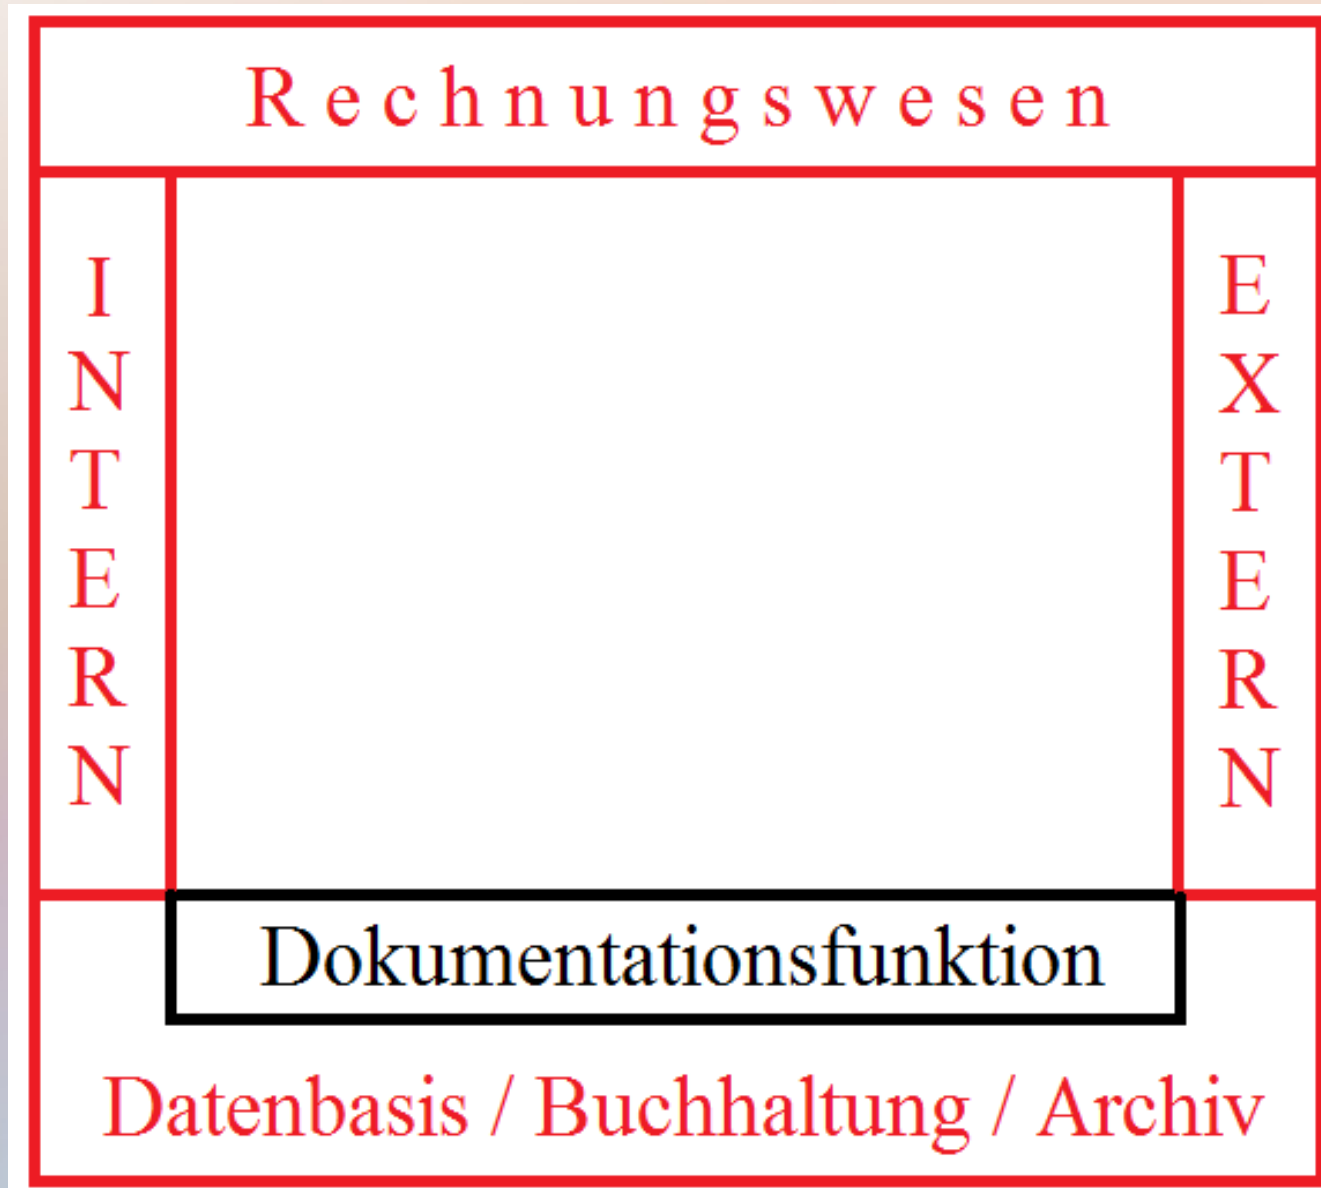 Rechnungswesen
INTERN
EXTERN
Dokumentationsfunktion
Datenbasis / Buchhaltung / Archiv